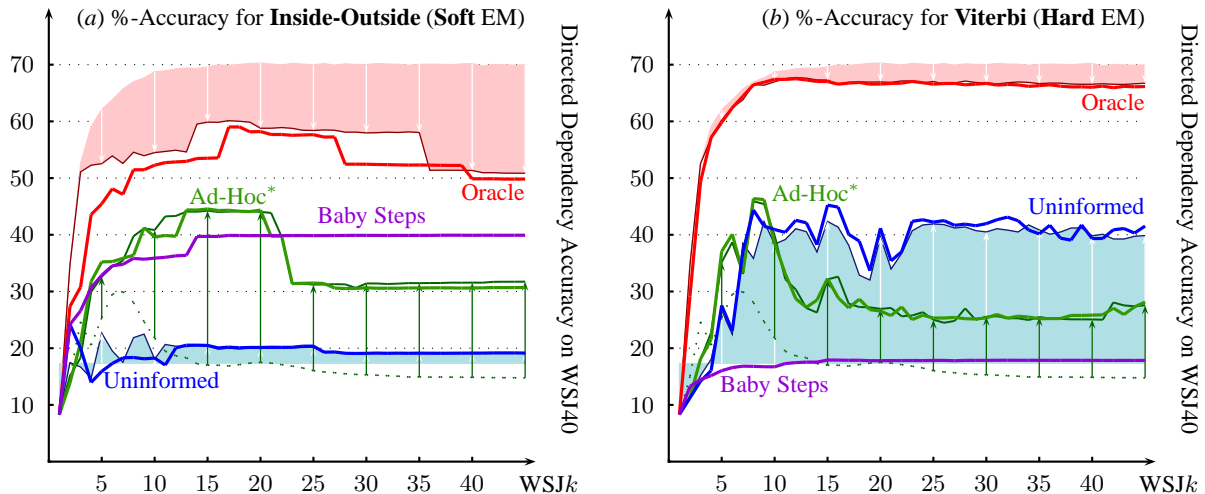 (a) %-Accuracy for Inside-Outside (Soft EM)
70
60
50
40
30
20
10
5 10 15 20 25 30 35 40 WSJk
Oracle
Ad-Hoc*
Baby Steps
Uninformed
Directed Dependency Accuracy on WSJ40
(b) %-Accuracy for Viterbi (Hard EM)
70
60
50
40
30
20
10
5 10 15 20 25 30 35 40 WSJk
Oracle
Ad-Hoc*
Uninformed
Baby Steps
Directed Dependency Accuracy on WSJ40